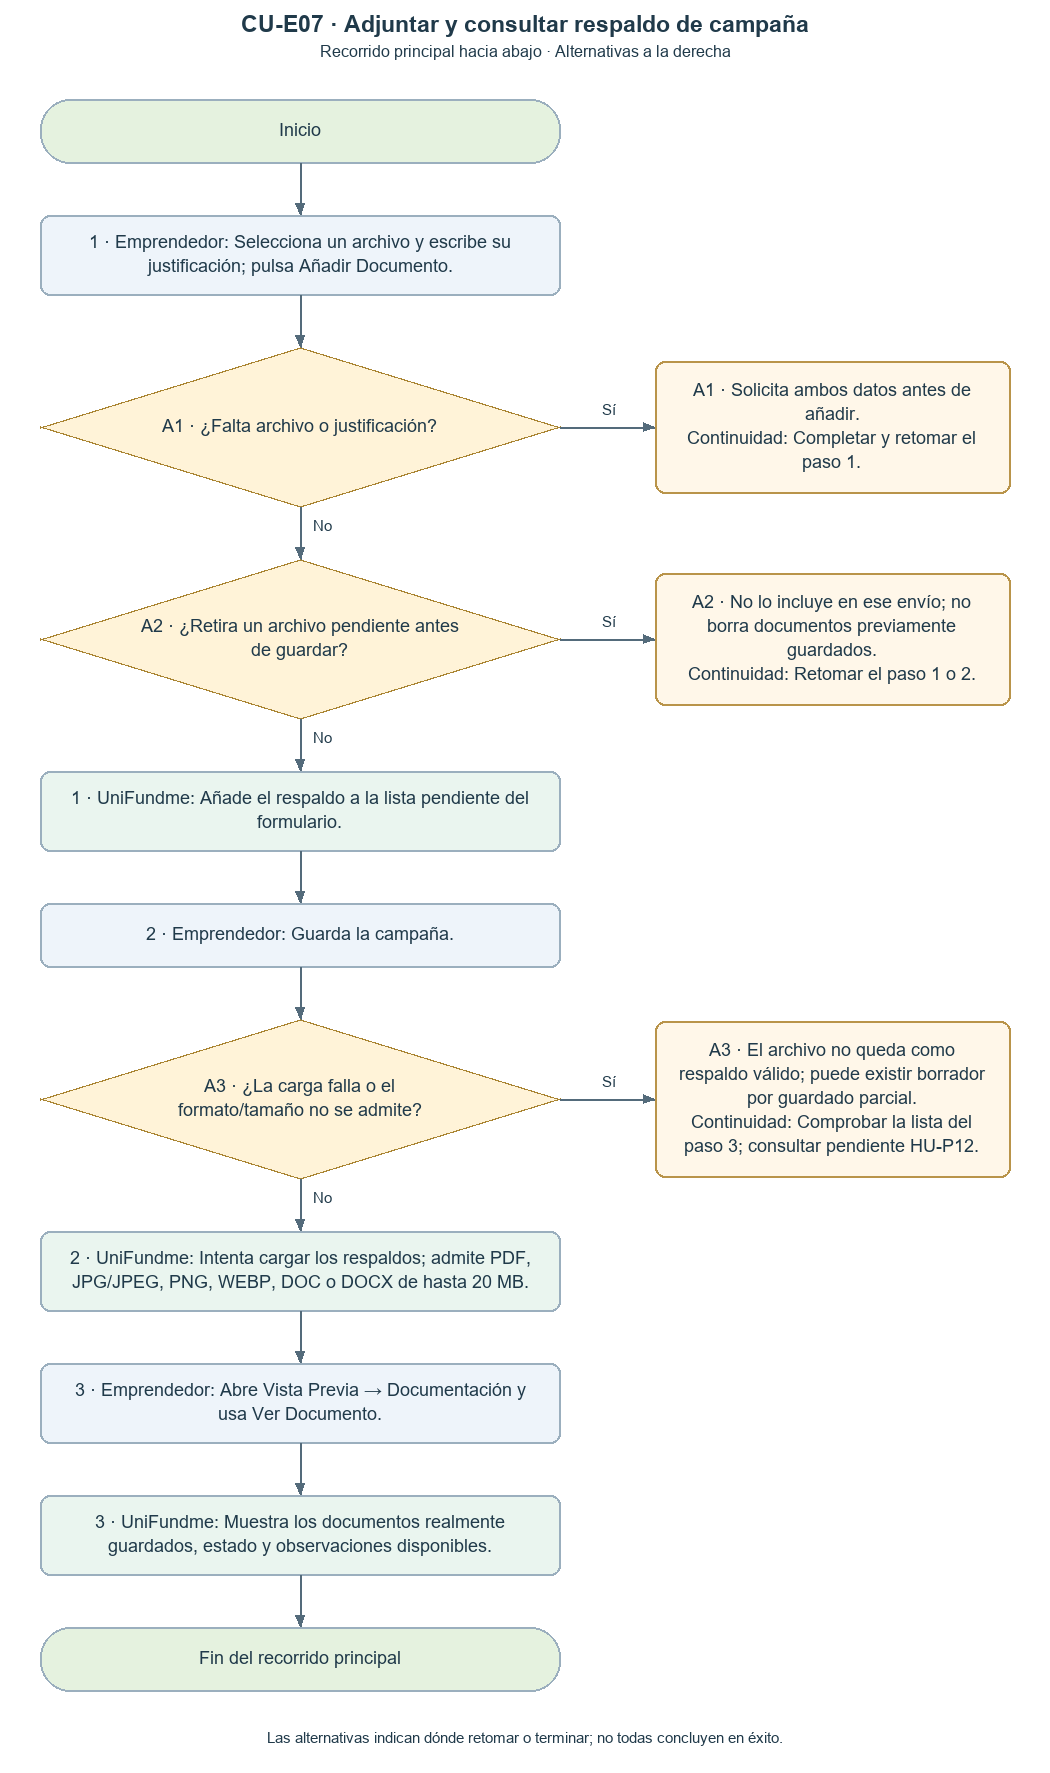 CU-E07 · Adjuntar y consultar respaldo de campaña
Recorrido principal hacia abajo · Alternativas a la derecha
Inicio
1 · Emprendedor: Selecciona un archivo y escribe su
justificación; pulsa Añadir Documento.
A1 · ¿Falta archivo o justificación?
Sí
A1 · Solicita ambos datos antes de
añadir.
Continuidad: Completar y retomar el
paso 1.
No
A2 · ¿Retira un archivo pendiente antes
de guardar?
Sí
A2 · No lo incluye en ese envío; no
borra documentos previamente
guardados.
Continuidad: Retomar el paso 1 o 2.
No
1 · UniFundme: Añade el respaldo a la lista pendiente del
formulario.
2 · Emprendedor: Guarda la campaña.
A3 · ¿La carga falla o el
formato/tamaño no se admite?
Sí
A3 · El archivo no queda como
respaldo válido; puede existir borrador
por guardado parcial.
Continuidad: Comprobar la lista del
paso 3; consultar pendiente HU-P12.
No
2 · UniFundme: Intenta cargar los respaldos; admite PDF,
JPG/JPEG, PNG, WEBP, DOC o DOCX de hasta 20 MB.
3 · Emprendedor: Abre Vista Previa → Documentación y
usa Ver Documento.
3 · UniFundme: Muestra los documentos realmente
guardados, estado y observaciones disponibles.
Fin del recorrido principal
Las alternativas indican dónde retomar o terminar; no todas concluyen en éxito.